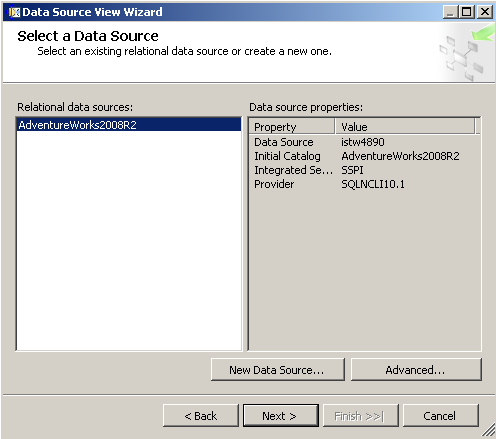 Data Source View Wizard
Select a Data Source
Select an existing relational data source or create a new one.
Relational data sources:
AdventureWorks2008R2
Data source properties:
Property Value
Data Source istw4890
Initial Catalog AdventureWorks2008R2
Integrated Se... SSPI
Provider SQLNCLI10.1
New Data Source... Advanced...
< Back Next > Finish >>| Cancel